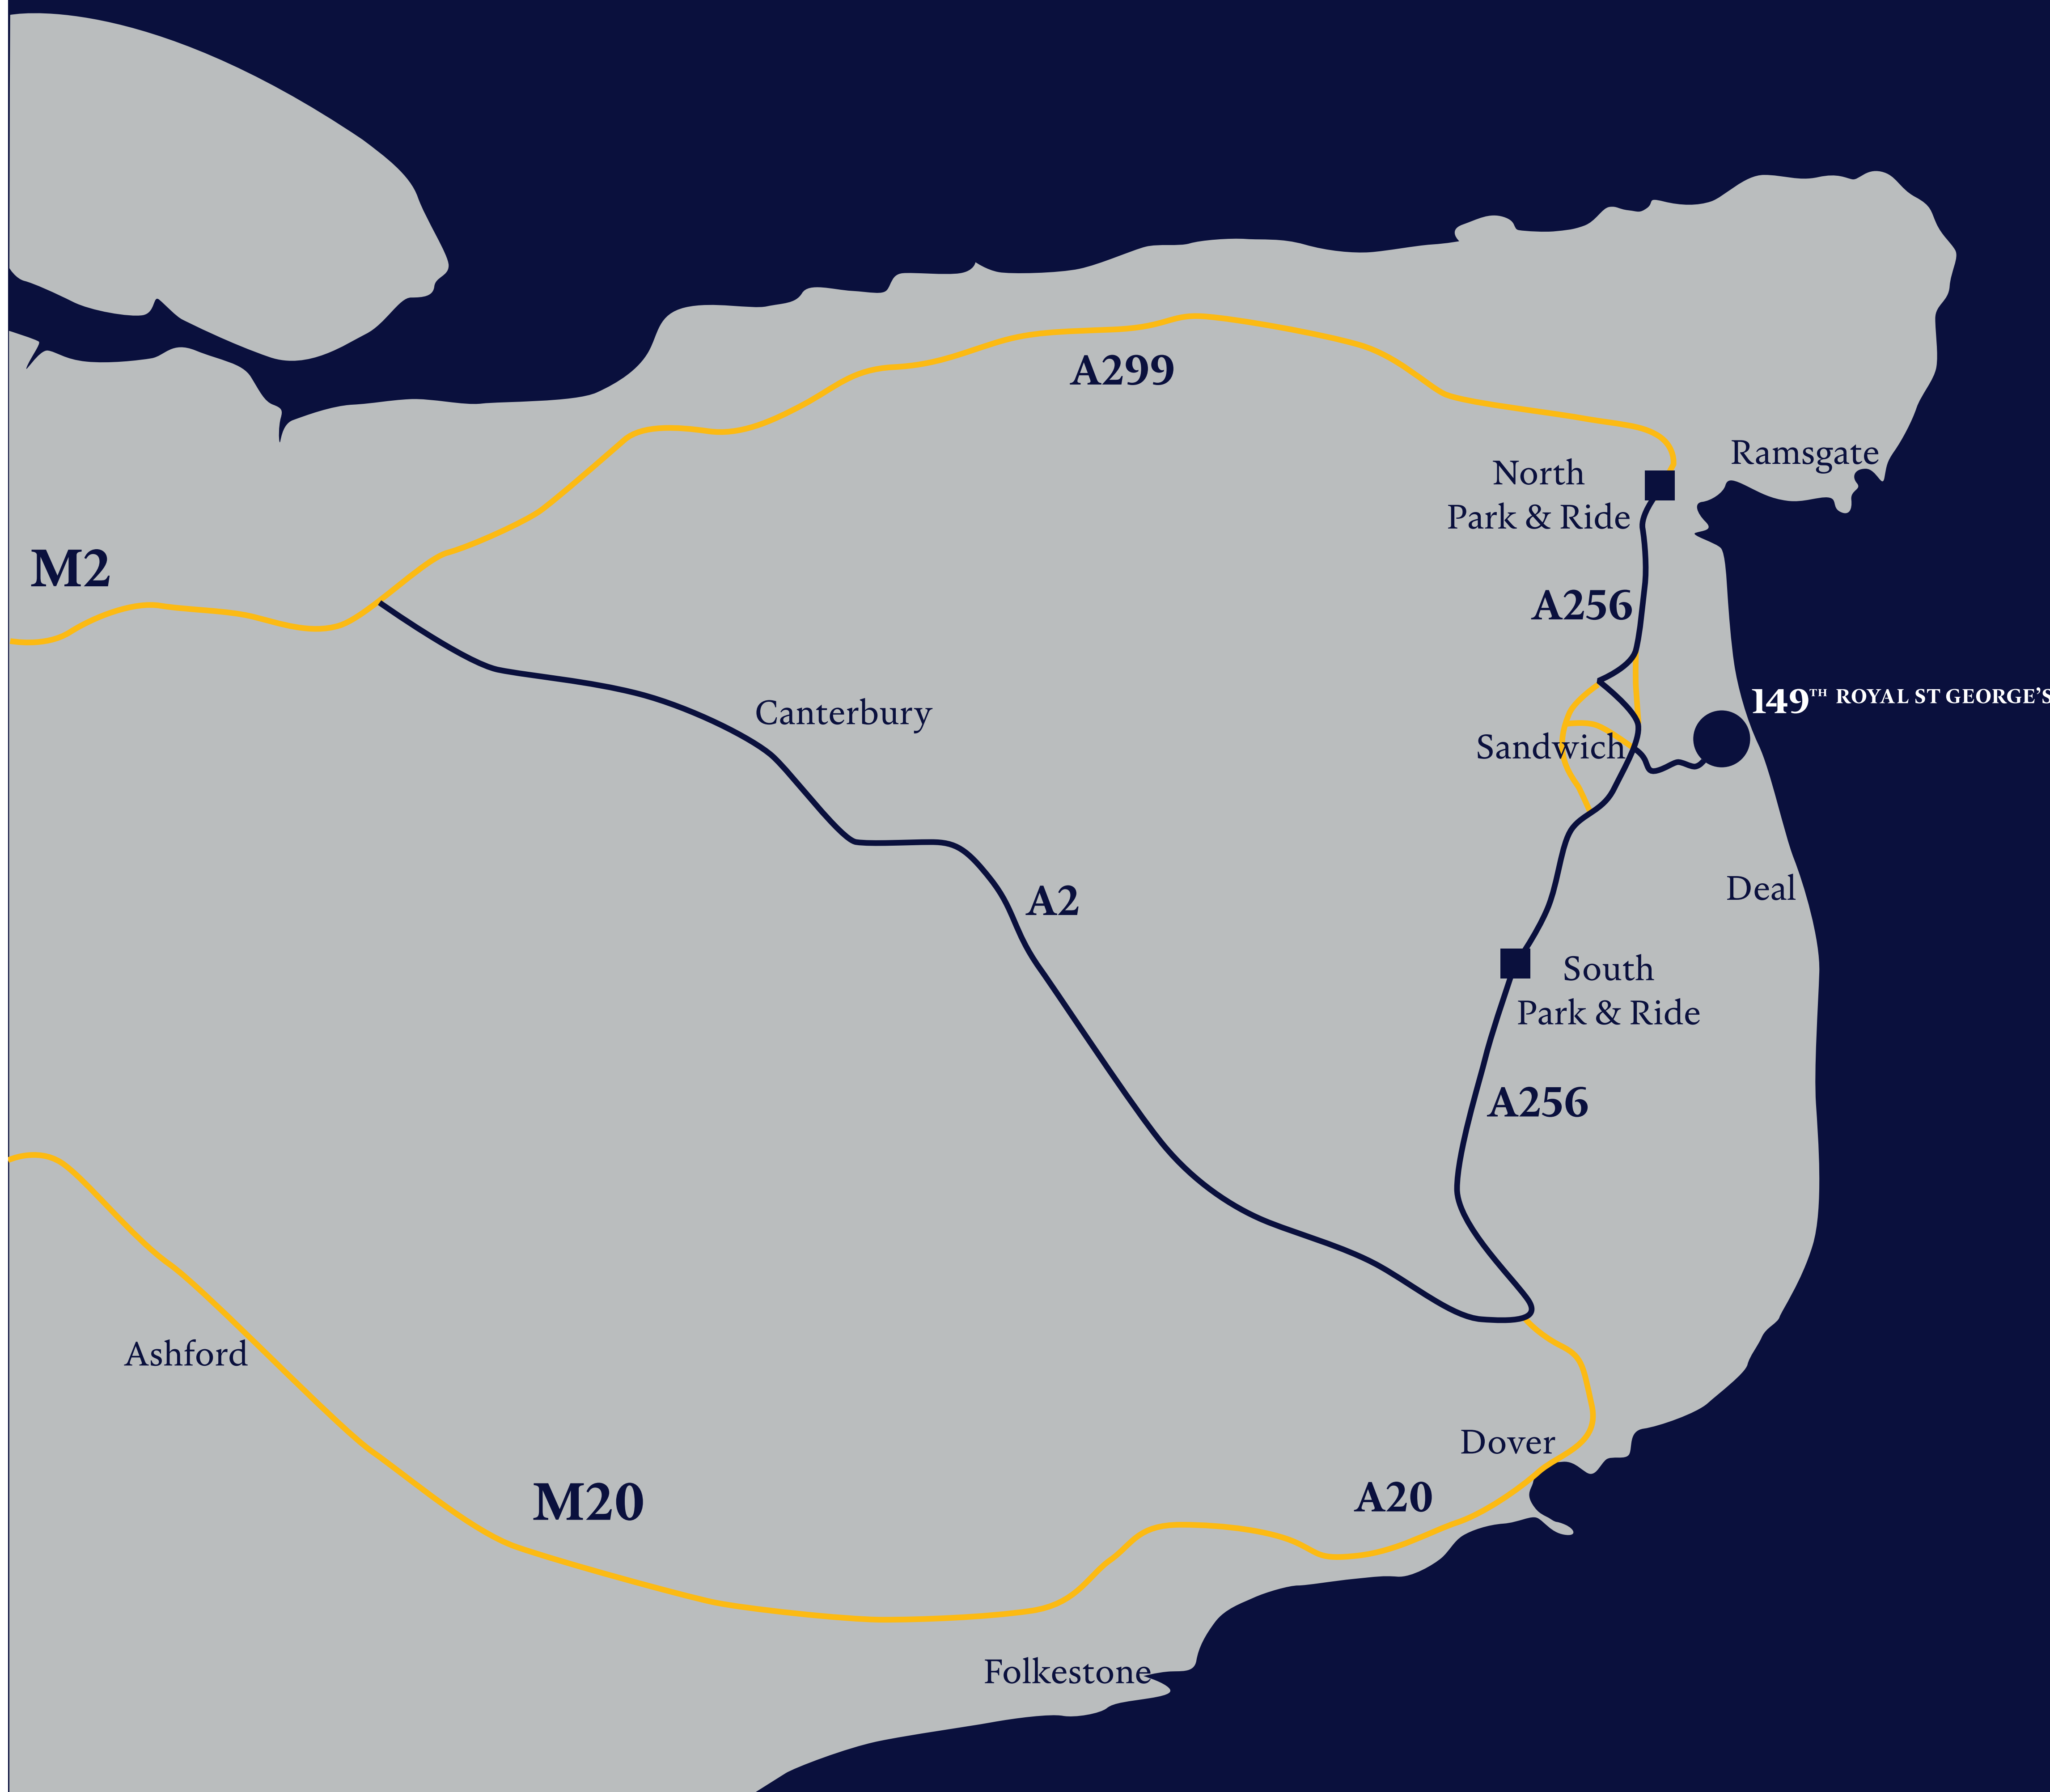 A299
Ramsgate
North
Park & Ride
M2
A256
149TH ROYAL ST GEORGE'S
Canterbury
Sandwich
Deal
A2
South
Park & Ride
A256
Ashford
Dover
M20
A20
Folkestone